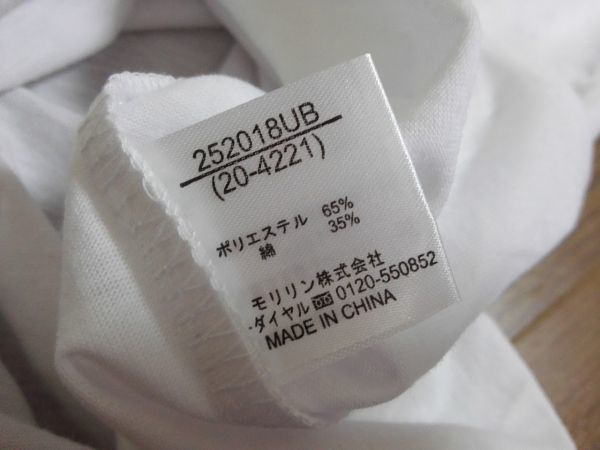 252018UB
(20-4221)
ポリエステル 65%
綿 35%
モリリン株式会社
ダイヤル 0120-550852
MADE IN CHINA